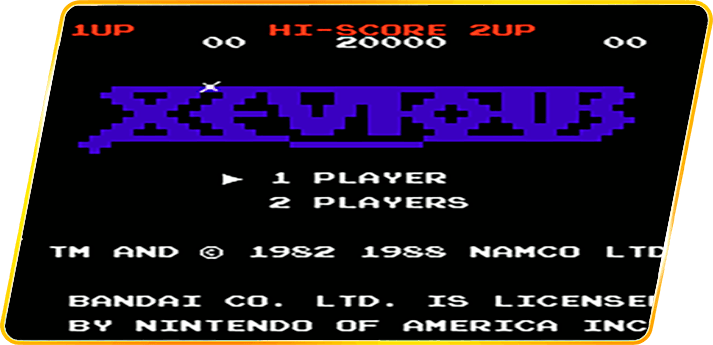 1UP HI-SCORE 2UP
00 20000 00
XEVIOUS
1 PLAYER
2 PLAYERS
TM AND © 1982 1988 NAMCO LTD
BANDAI CO. LTD. IS LICENSE
BY NINTENDO OF AMERICA INC